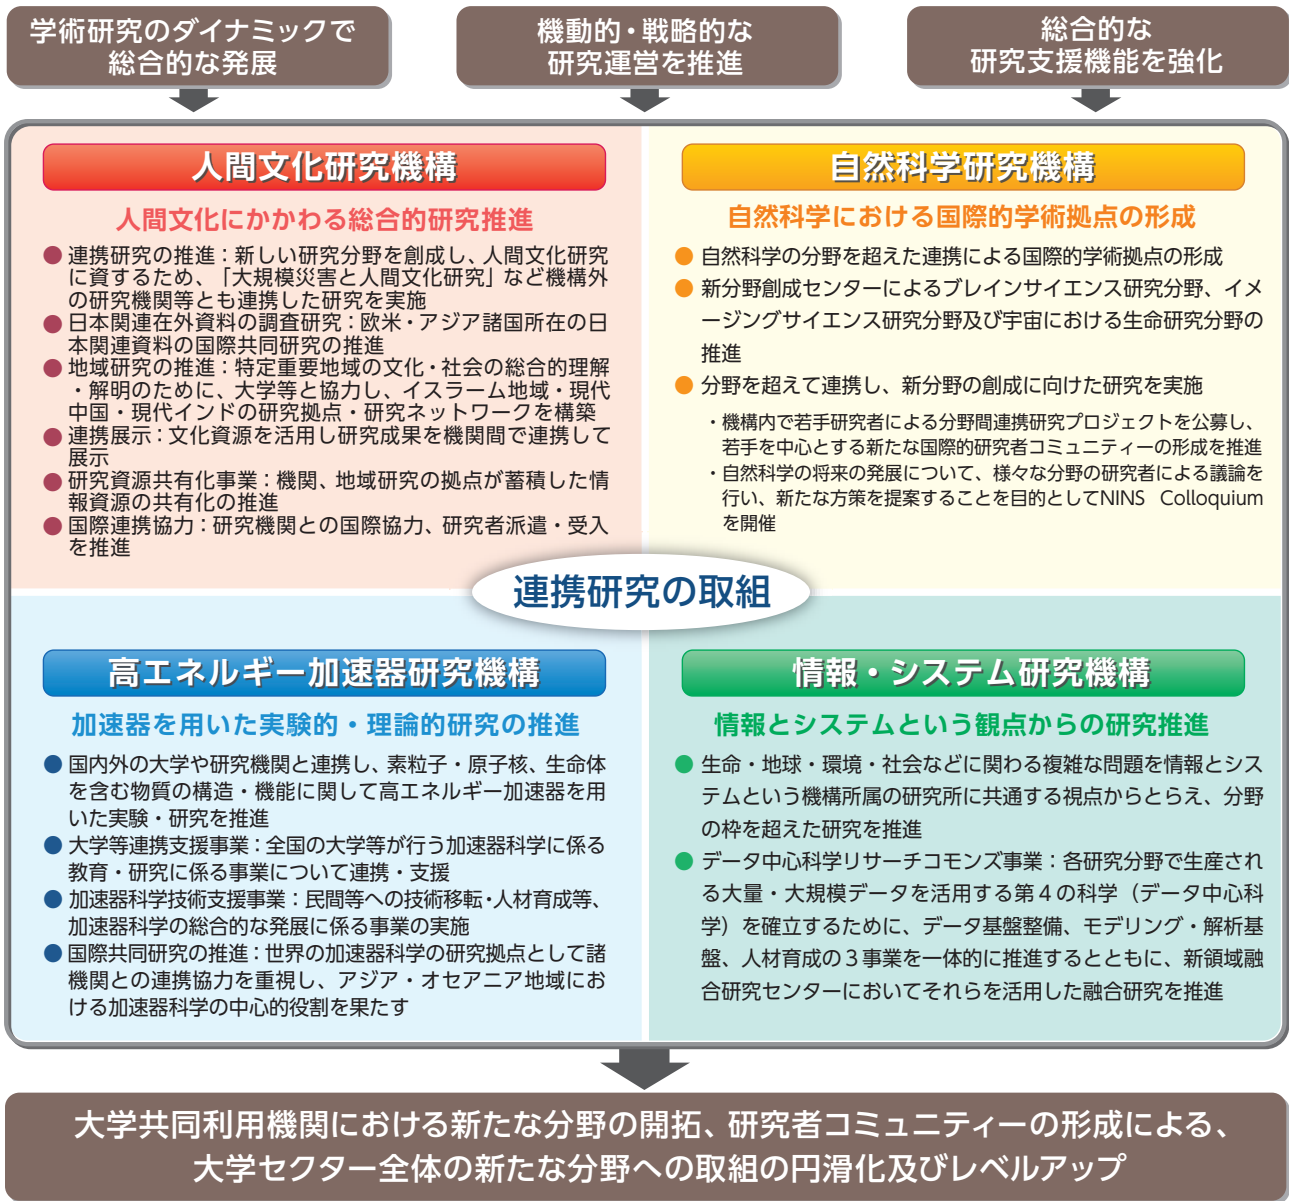 学術研究のダイナミックで
総合的な発展
機動的・戦略的な
研究運営を推進
総合的な
研究支援機能を強化
人間文化研究機構
人間文化にかかわる総合的研究推進
● 連携研究の推進：新しい研究分野を創成し、人間文化研究
に資するため、「大規模災害と人間文化研究」など機構外
の研究機関等とも連携した研究を実施
● 日本関連在外資料の調査研究：欧米・アジア諸国所在の日
本関連資料の国際共同研究の推進
● 地域研究の推進：特定重要地域の文化・社会の総合的理解
・解明のために、大学等と協力し、イスラーム地域・現代
中国・現代インドの研究拠点・研究ネットワークを構築
● 連携展示：文化資源を活用し研究成果を機関間で連携して
展示
● 研究資源共有化事業：機関、地域研究の拠点が蓄積した情
報資源の共有化の推進
● 国際連携協力：研究機関との国際協力、研究者派遣・受入
を推進
自然科学研究機構
自然科学における国際的学術拠点の形成
● 自然科学の分野を超えた連携による国際的学術拠点の形成
● 新分野創成センターによるブレインサイエンス研究分野、イメ
ージングサイエンス研究分野及び宇宙における生命研究分野の
推進
● 分野を超えて連携し、新分野の創成に向けた研究を実施
・機構内で若手研究者による分野間連携研究プロジェクトを公募し、
若手を中心とする新たな国際的研究者コミュニティーの形成を推進
・自然科学の将来の発展について、様々な分野の研究者による議論を
行い、新たな方策を提案することを目的としてNINS Colloquium
を開催
連携研究の取組
高エネルギー加速器研究機構
加速器を用いた実験的・理論的研究の推進
● 国内外の大学や研究機関と連携し、素粒子・原子核、生命体
を含む物質の構造・機能に関して高エネルギー加速器を用
いた実験・研究を推進
● 大学等連携支援事業：全国の大学等が行う加速器科学に係る
教育・研究に係る事業について連携・支援
● 加速器科学技術支援事業：民間等への技術移転・人材育成等、
加速器科学の総合的な発展に係る事業の実施
● 国際共同研究の推進：世界の加速器科学の研究拠点として諸
機関との連携協力を重視し、アジア・オセアニア地域にお
ける加速器科学の中心的役割を果たす
情報・システム研究機構
情報とシステムという観点からの研究推進
● 生命・地球・環境・社会などに関わる複雑な問題を情報とシス
テムという機構所属の研究所に共通する視点からとらえ、分野
の枠を超えた研究を推進
● データ中心科学リサーチコモンズ事業：各研究分野で生産され
る大量・大規模データを活用する第４の科学（データ中心科
学）を確立するために、データ基盤整備、モデリング・解析基
盤、人材育成の３事業を一体的に推進するとともに、新領域融
合研究センターにおいてそれらを活用した融合研究を推進
大学共同利用機関における新たな分野の開拓、研究者コミュニティーの形成による、
大学セクター全体の新たな分野への取組の円滑化及びレベルアップ